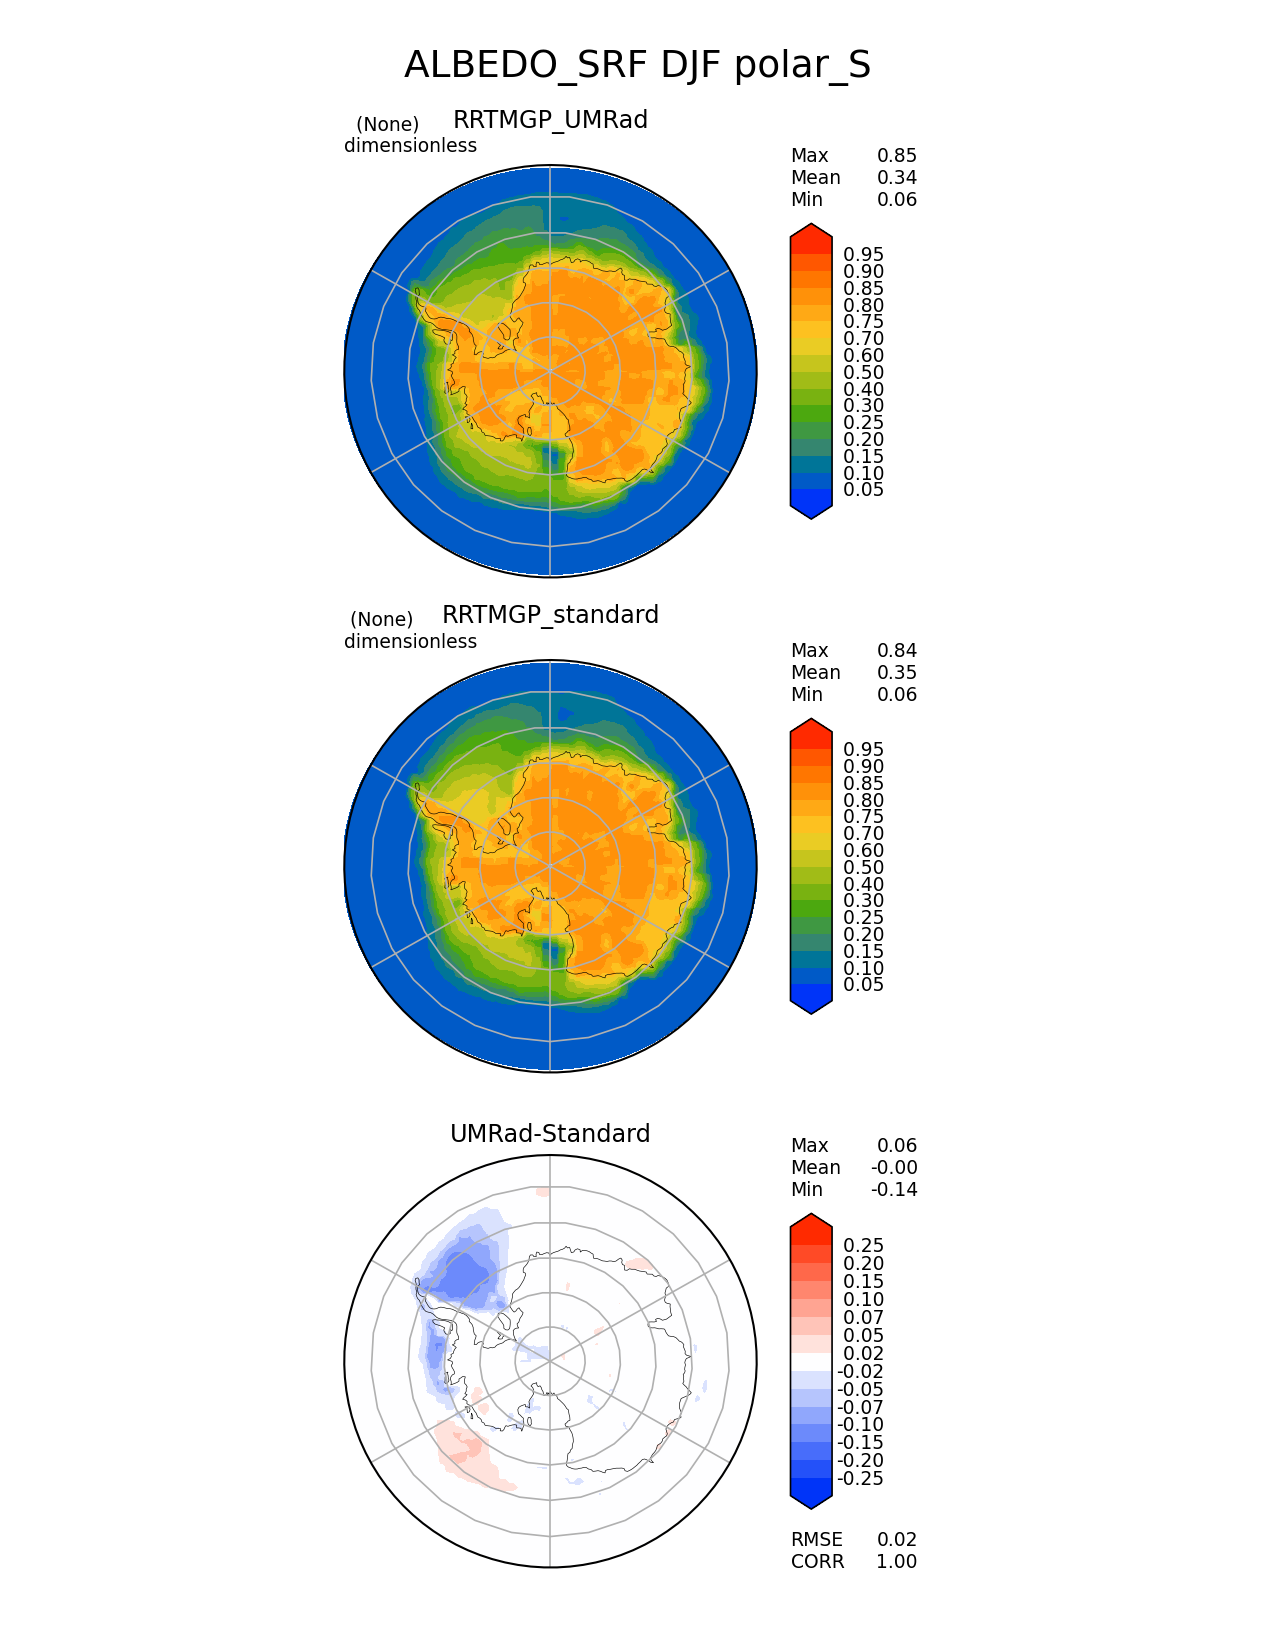 ALBEDO_SRF DJF polar_S
(None) RRTMGP_UMRad
dimensionless
Max 0.85
Mean 0.34
Min 0.06
0.95
0.90
0.85
0.80
0.75
0.70
0.60
0.50
0.40
0.30
0.25
0.20
0.15
0.10
0.05
(None) RRTMGP_standard
dimensionless
Max 0.84
Mean 0.35
Min 0.06
0.95
0.90
0.85
0.80
0.75
0.70
0.60
0.50
0.40
0.30
0.25
0.20
0.15
0.10
0.05
UMRad-Standard
Max 0.06
Mean -0.00
Min -0.14
0.25
0.20
0.15
0.10
0.07
0.05
0.02
-0.02
-0.05
-0.07
-0.10
-0.15
-0.20
-0.25
RMSE 0.02
CORR 1.00